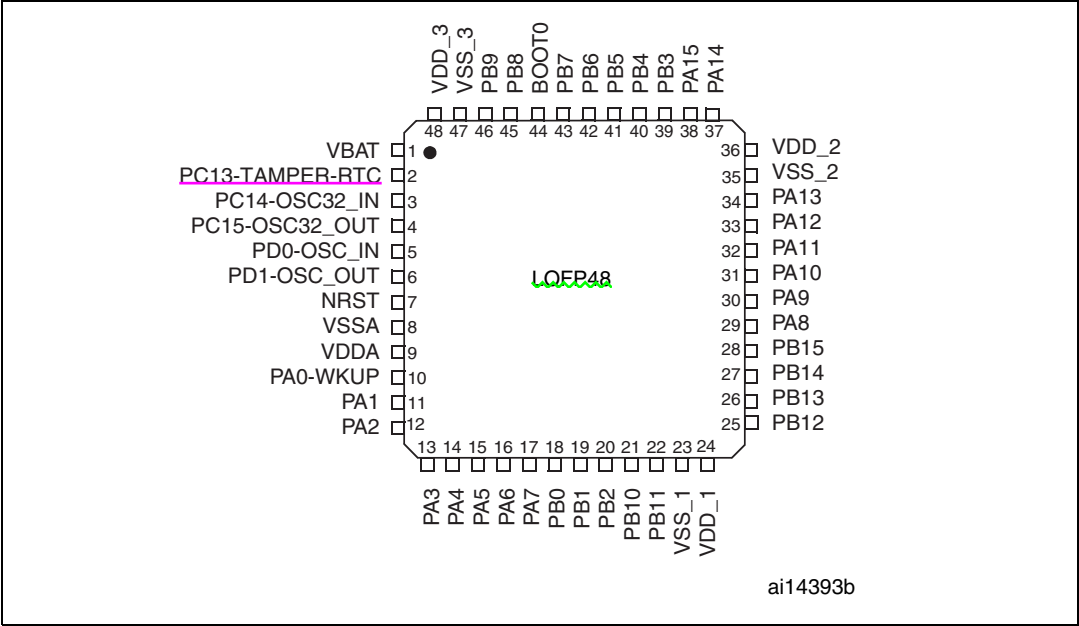 VDD_3 VSS_3 PB9 PB8 BOOT0 PB7 PB6 PB5 PB4 PB3 PA15 PA14
48 47 46 45 44 43 42 41 40 39 38 37
VBAT 1
PC13-TAMPER-RTC 2
PC14-OSC32_IN 3
PC15-OSC32_OUT 4
PD0-OSC_IN 5
PD1-OSC_OUT 6
NRST 7
VSSA 8
VDDA 9
PA0-WKUP 10
PA1 11
PA2 12
LQFP48
36 VDD_2
35 VSS_2
34 PA13
33 PA12
32 PA11
31 PA10
30 PA9
29 PA8
28 PB15
27 PB14
26 PB13
25 PB12
13 14 15 16 17 18 19 20 21 22 23 24
PA3 PA4 PA5 PA6 PA7 PB0 PB1 PB2 PB10 PB11 VSS_1 VDD_1
ai14393b